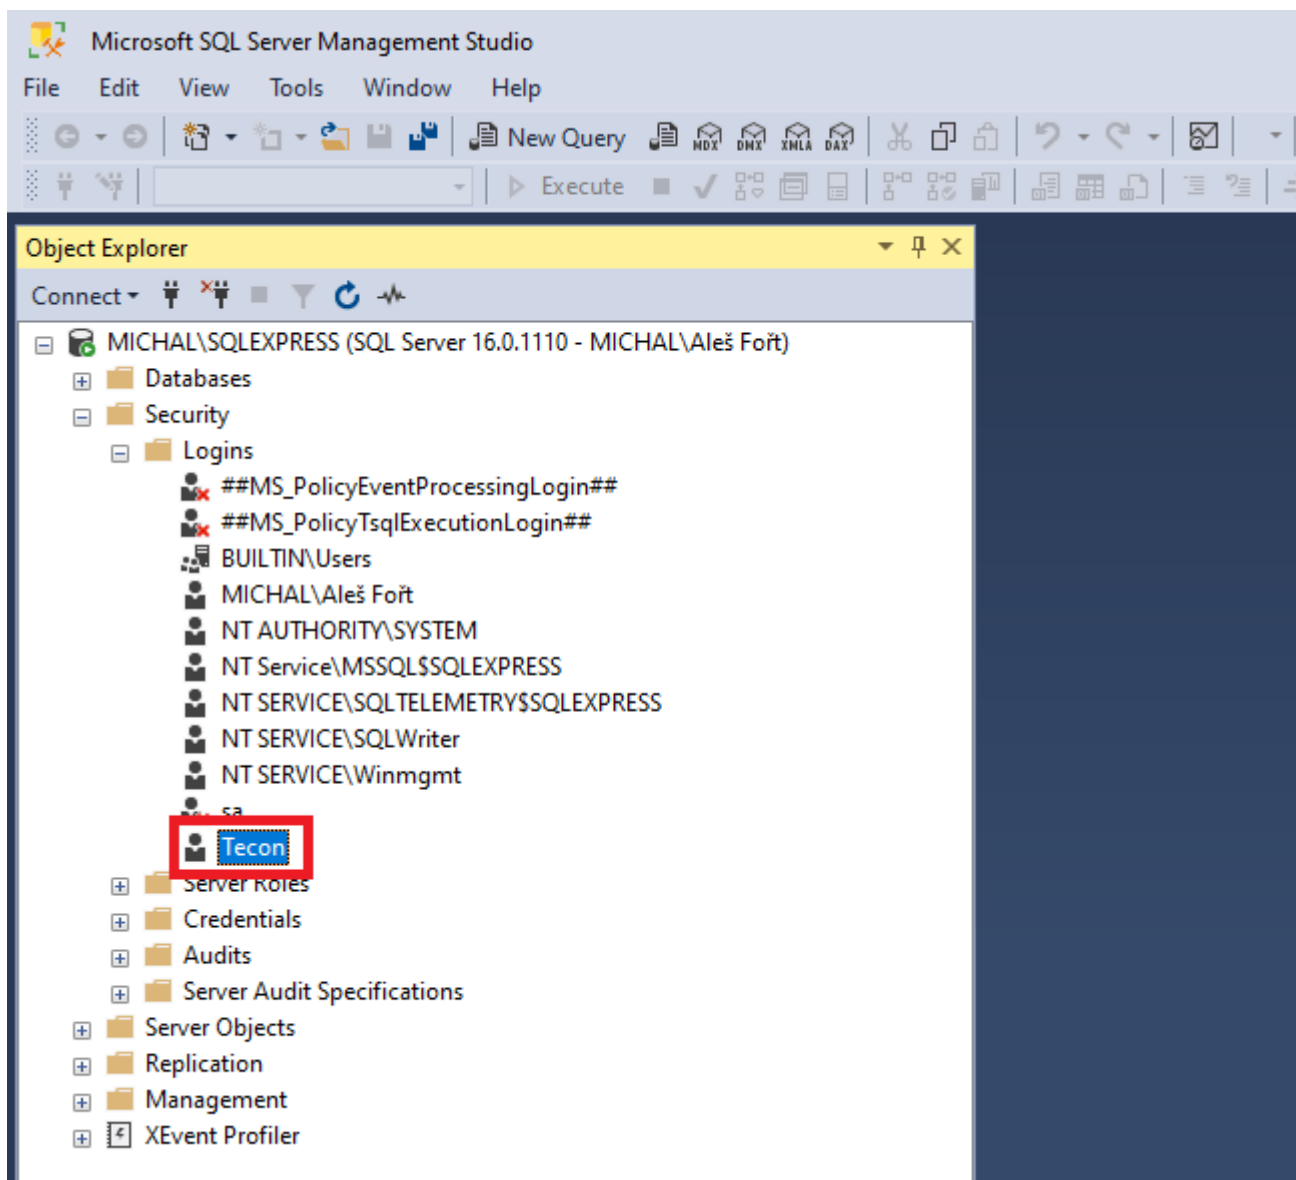 Microsoft SQL Server Management Studio
File Edit View Tools Window Help
New Query MDX DMX XMLA DAX
Execute
Object Explorer
Connect
MICHAL\SQLEXPRESS (SQL Server 16.0.1110 - MICHAL\Aleš Fořt)
Databases
Security
Logins
##MS_PolicyEventProcessingLogin##
##MS_PolicyTsqlExecutionLogin##
BUILTIN\Users
MICHAL\Aleš Fořt
NT AUTHORITY\SYSTEM
NT Service\MSSQL$SQLEXPRESS
NT SERVICE\SQLTELEMETRY$SQLEXPRESS
NT SERVICE\SQLWriter
NT SERVICE\Winmgmt
sa
Tecon
Server Roles
Credentials
Audits
Server Audit Specifications
Server Objects
Replication
Management
XEvent Profiler